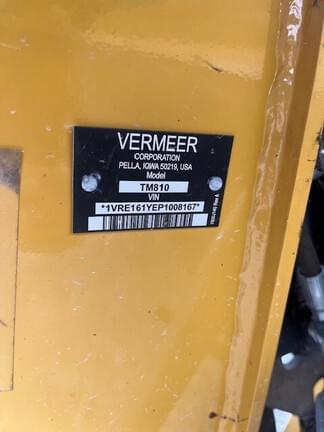 VERMEER
CORPORATION
PELLA, IOWA 50219, USA
Model
TM810
VIN
*1VRE161YEP1008167*